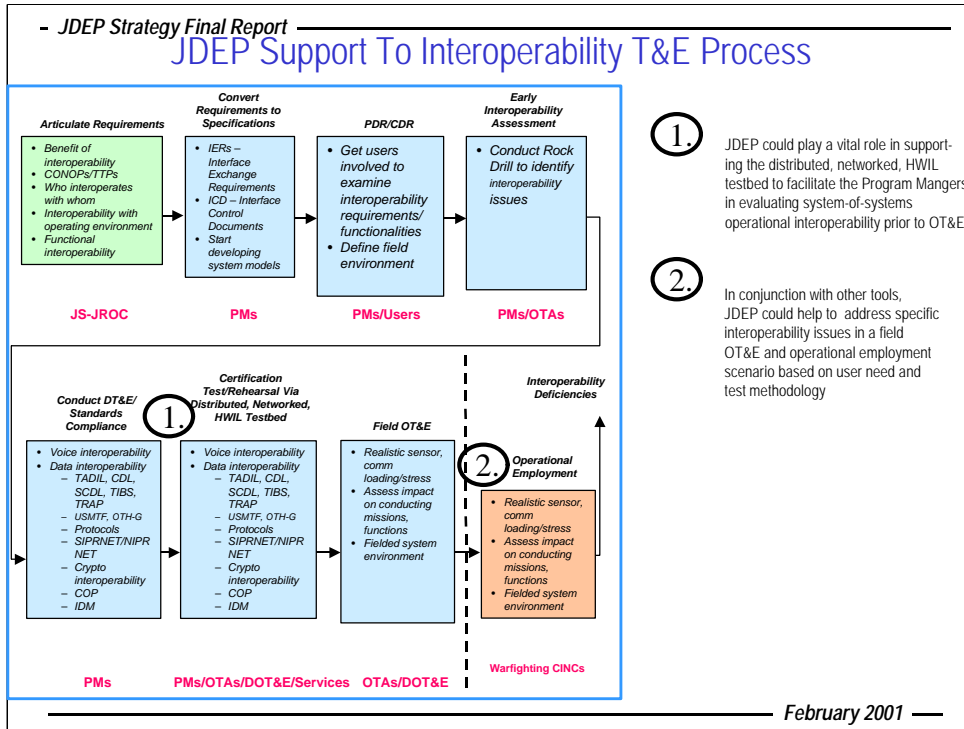 JDEP Strategy Final Report
JDEP Support To Interoperability T&E Process
Articulate Requirements
• Benefit of
interoperability
• CONOPs/TTPs
• Who interoperates
with whom
• Interoperability with
operating environment
• Functional
interoperability
JS-JROC
Convert
Requirements to
Specifications
• IERs –
Interface
Exchange
Requirements
• ICD – Interface
Control
Documents
• Start
developing
system models
PMs
PDR/CDR
• Get users
involved to
examine
interoperability
requirements/
functionalities
• Define field
environment
PMs/Users
Early
Interoperability
Assessment
• Conduct Rock
Drill to identify
interoperability
issues
PMs/OTAs
1.
JDEP could play a vital role in support-
ing the distributed, networked, HWIL
testbed to facilitate the Program Mangers
in evaluating system-of-systems
operational interoperability prior to OT&E
2.
In conjunction with other tools,
JDEP could help to address specific
interoperability issues in a field
OT&E and operational employment
scenario based on user need and
test methodology
Conduct DT&E/
Standards
Compliance
• Voice interoperability
• Data interoperability
– TADIL, CDL,
SCDL, TIBS,
TRAP
– USMTF, OTH-G
– Protocols
– SIPRNET/NIPR
NET
– Crypto
interoperability
– COP
– IDM
PMs
1.
Certification
Test/Rehearsal Via
Distributed, Networked,
HWIL Testbed
• Voice interoperability
• Data interoperability
– TADIL, CDL,
SCDL, TIBS,
TRAP
– USMTF, OTH-G
– Protocols
– SIPRNET/NIPR
NET
– Crypto
interoperability
– COP
– IDM
PMs/OTAs/DOT&E/Services
Field OT&E
• Realistic sensor,
comm
loading/stress
• Assess impact
on conducting
missions,
functions
• Fielded system
environment
OTAs/DOT&E
2.
Operational
Employment
• Realistic sensor,
comm
loading/stress
• Assess impact
on conducting
missions,
functions
• Fielded system
environment
Warfighting CINCs
Interoperability
Deficiencies
February 2001